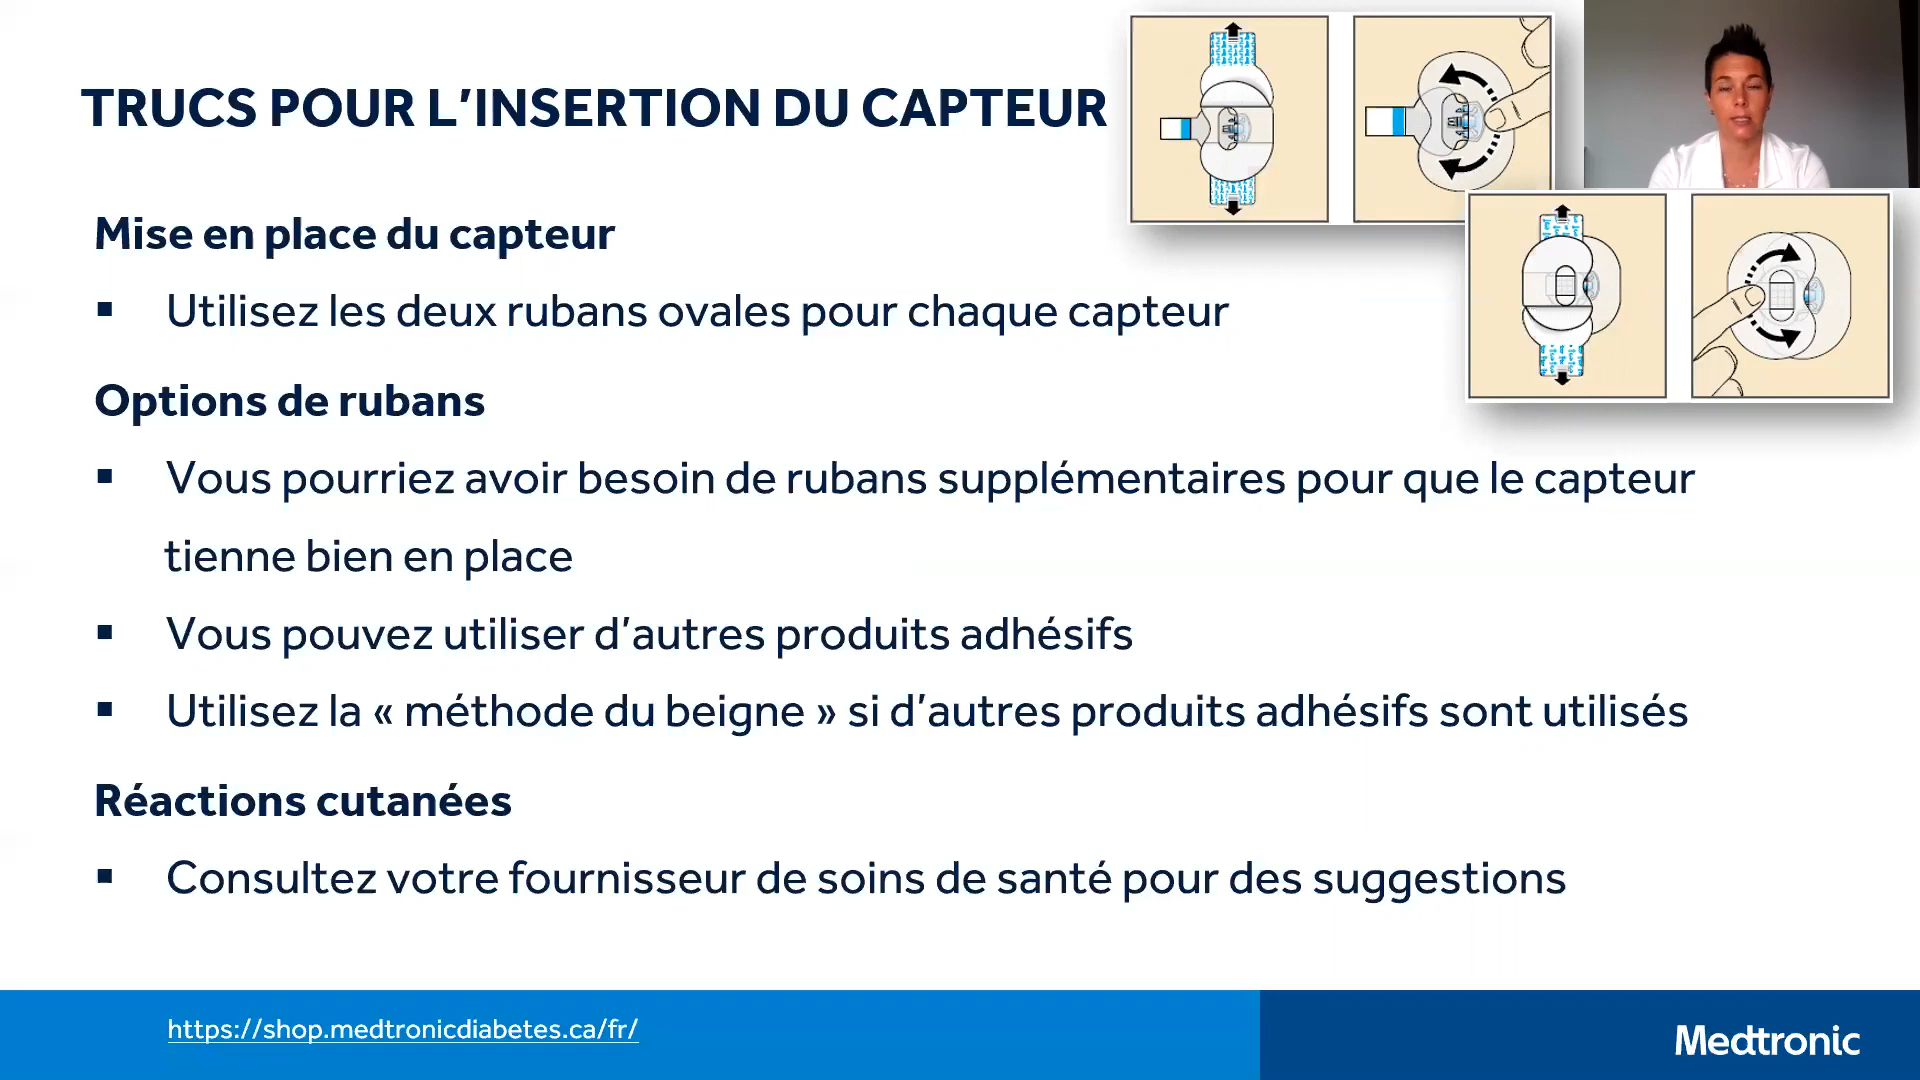 TRUCS POUR L’INSERTION DU CAPTEUR
Mise en place du capteur
▪ Utilisez les deux rubans ovales pour chaque capteur
Options de rubans
▪ Vous pourriez avoir besoin de rubans supplémentaires pour que le capteur
tienne bien en place
▪ Vous pouvez utiliser d’autres produits adhésifs
▪ Utilisez la « méthode du beigne » si d’autres produits adhésifs sont utilisés
Réactions cutanées
▪ Consultez votre fournisseur de soins de santé pour des suggestions
https://shop.medtronicdiabetes.ca/fr/
Medtronic